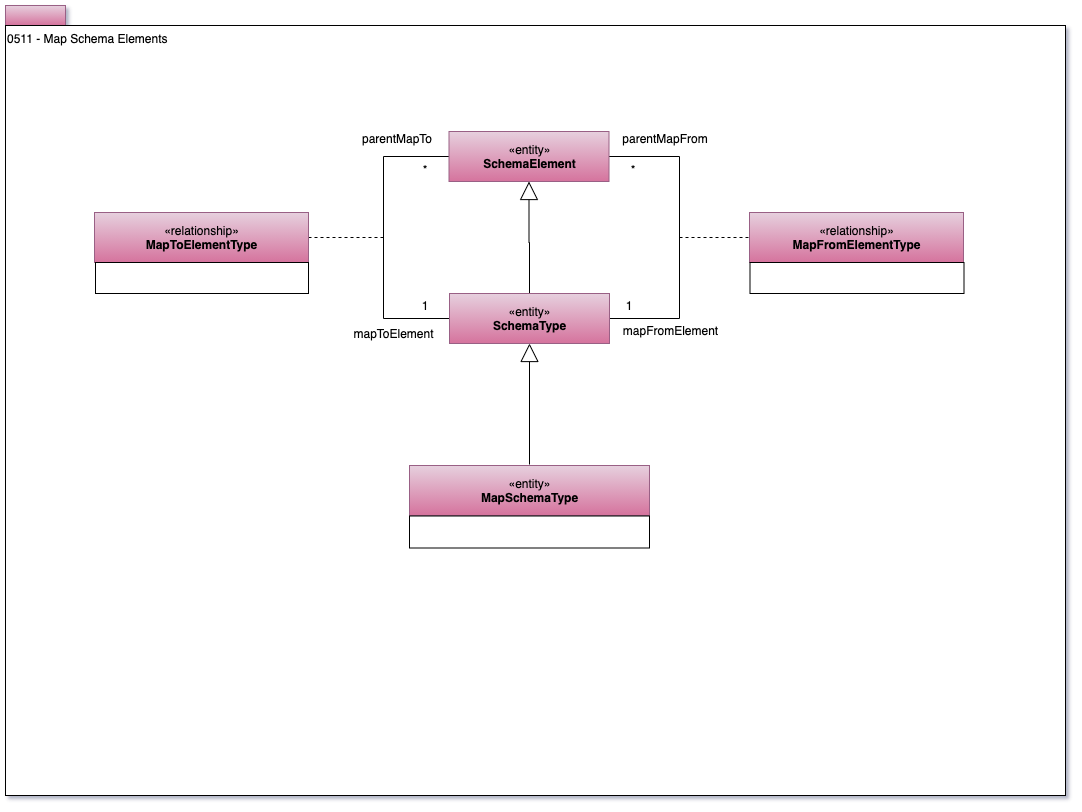 0511 - Map Schema Elements
parentMapTo
«entity»
SchemaElement
parentMapFrom
*
*
«relationship»
MapToElementType
«relationship»
MapFromElementType
1
«entity»
SchemaType
1
mapToElement
mapFromElement
«entity»
MapSchemaType